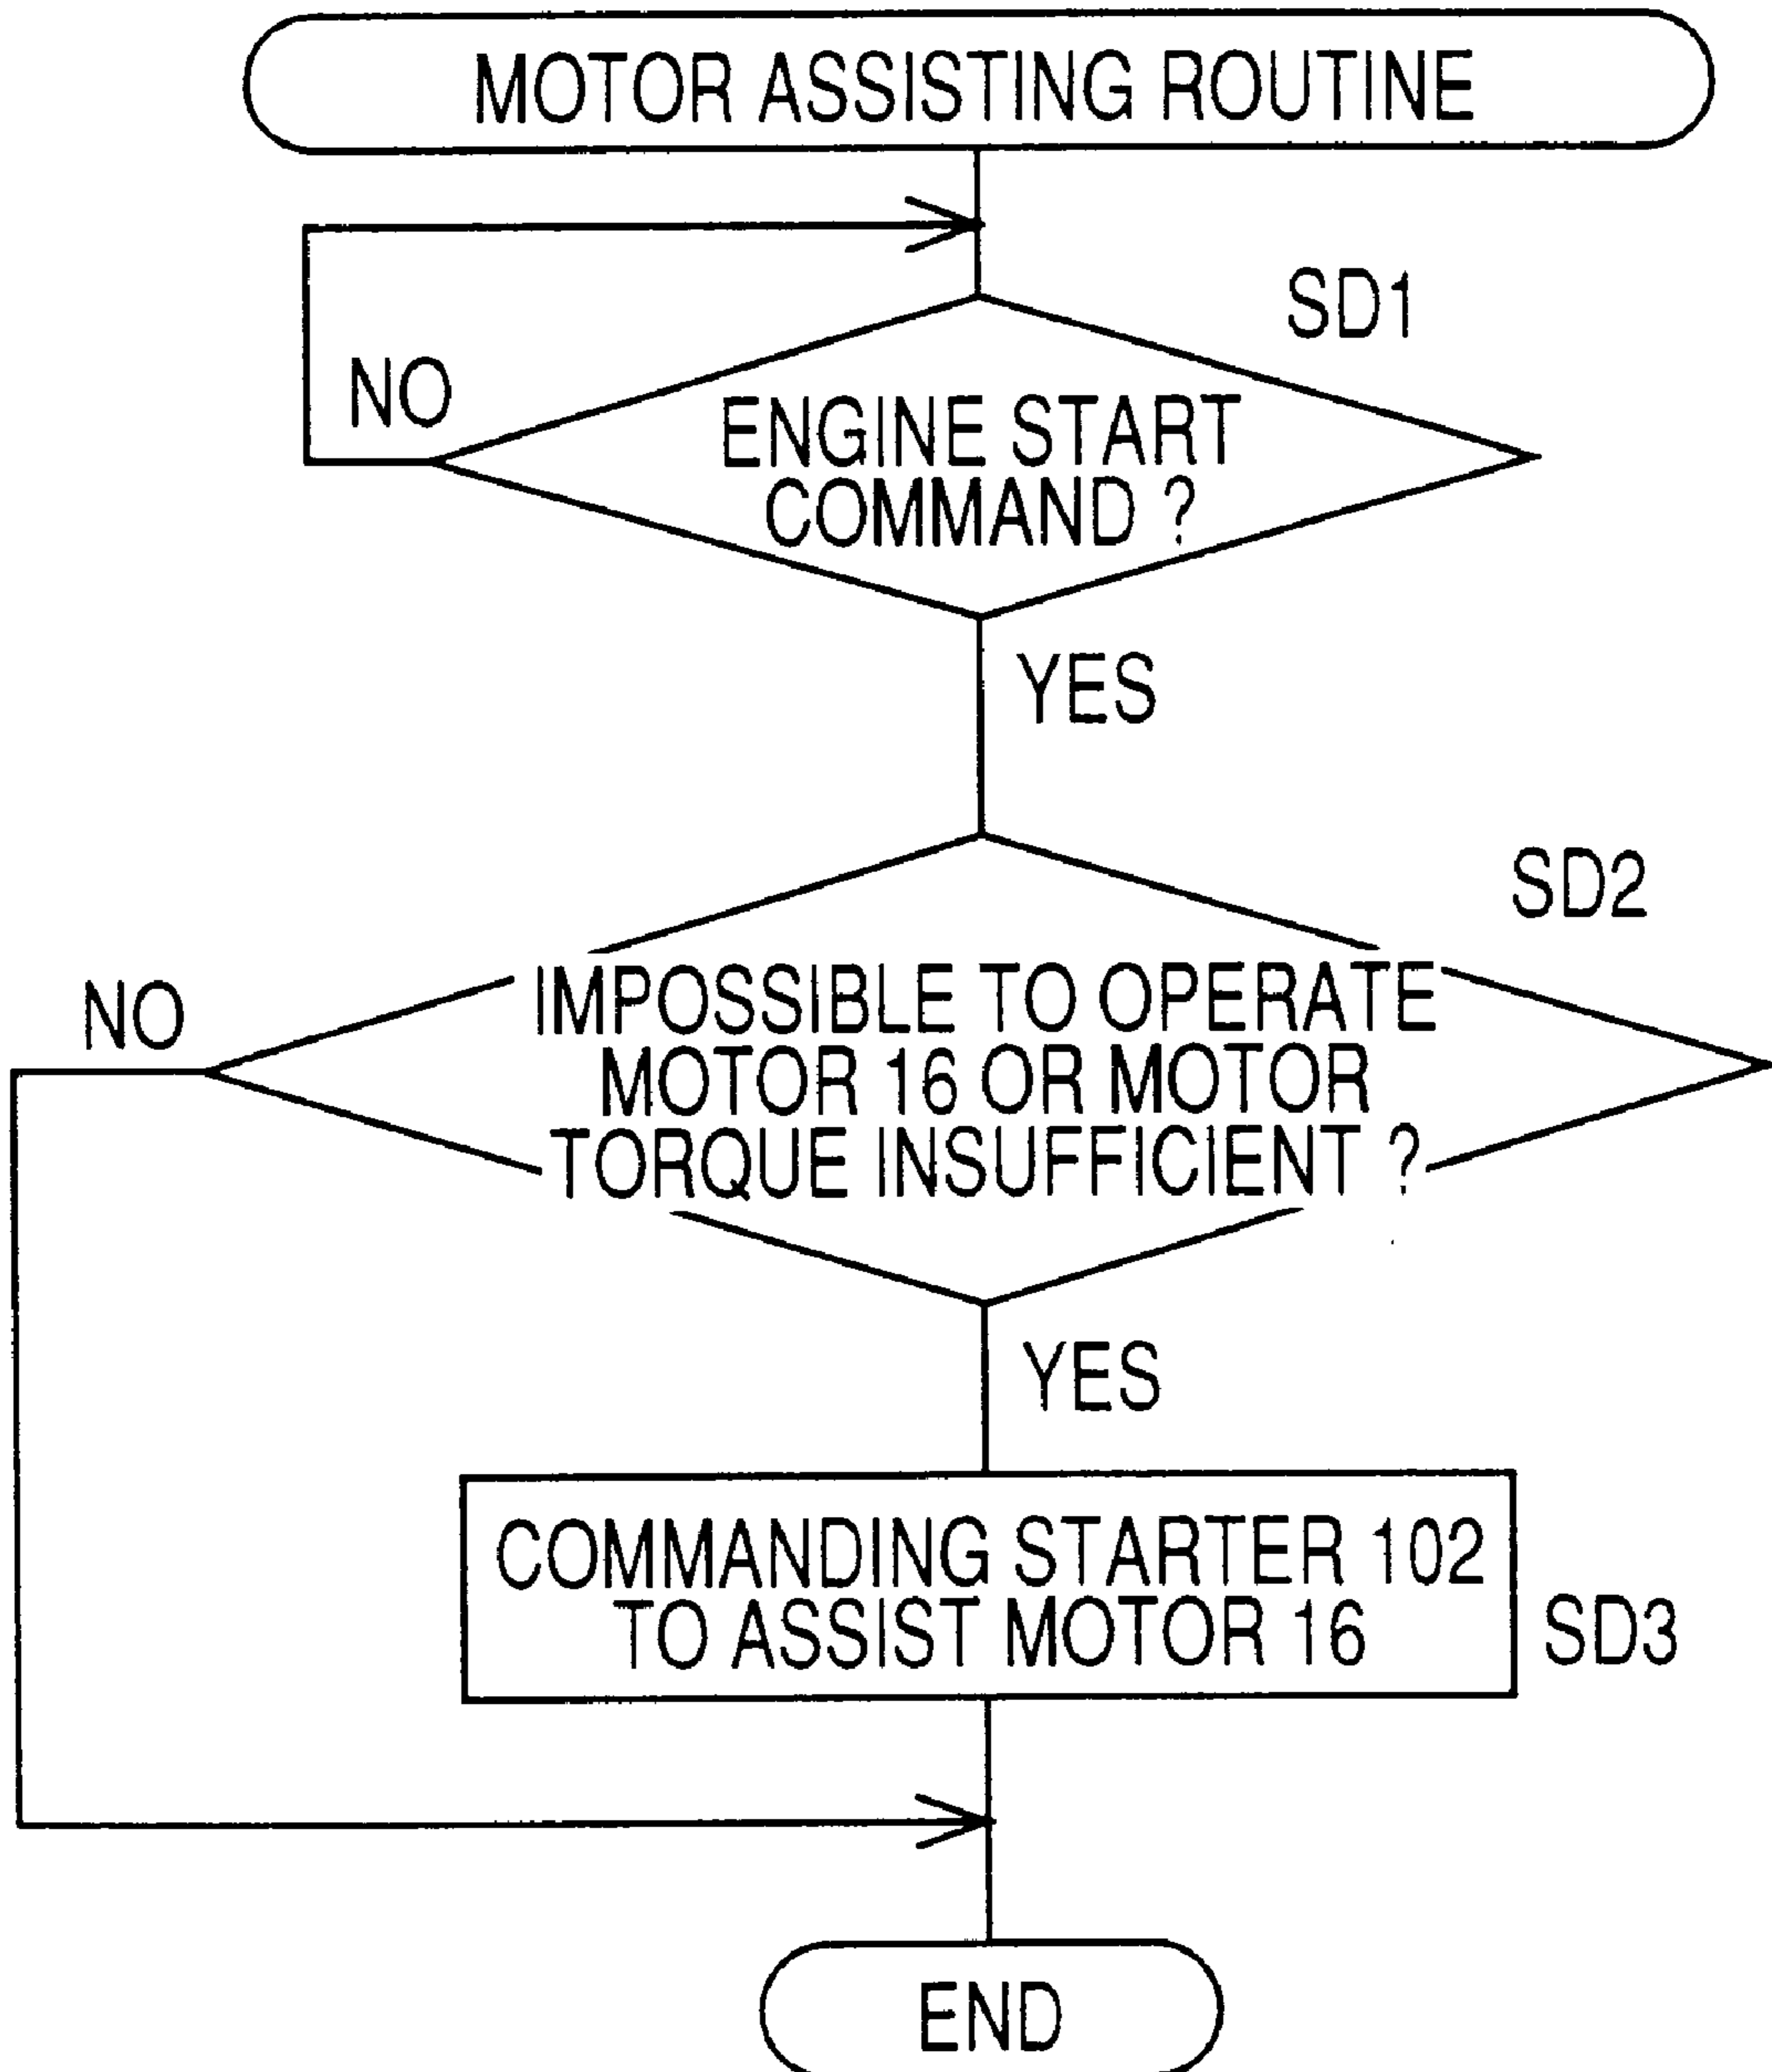 MOTOR ASSISTING ROUTINE
SD1
NO
ENGINE START
COMMAND ?
YES
SD2
NO
IMPOSSIBLE TO OPERATE
MOTOR 16 OR MOTOR
TORQUE INSUFFICIENT ?
YES
COMMANDING STARTER 102
TO ASSIST MOTOR 16
SD3
END